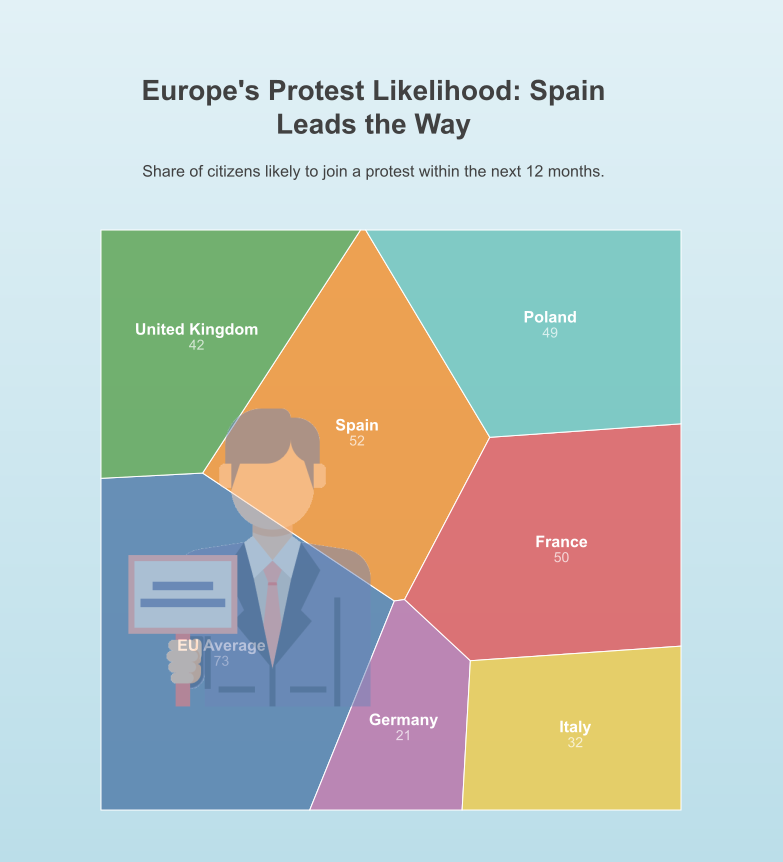 Europe's Protest Likelihood: Spain
Leads the Way
Share of citizens likely to join a protest within the next 12 months.
United Kingdom
42
Poland
49
Spain
52
France
50
EU Average
73
Germany
21
Italy
32